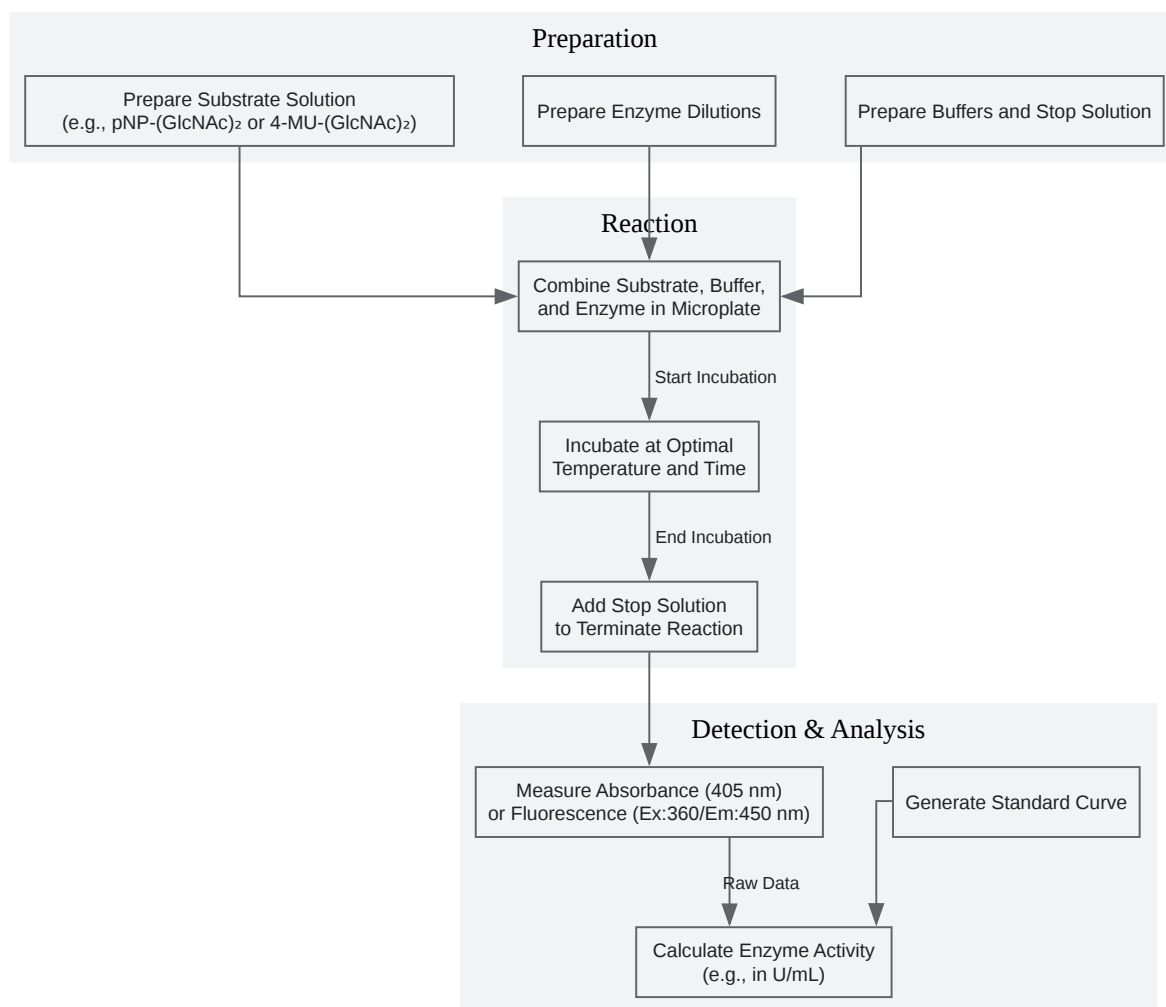 Preparation
Prepare Substrate Solution
(e.g., pNP-(GlcNAc)₂ or 4-MU-(GlcNAc)₂)
Prepare Enzyme Dilutions
Prepare Buffers and Stop Solution
Reaction
Combine Substrate, Buffer,
and Enzyme in Microplate
Start Incubation
Incubate at Optimal
Temperature and Time
End Incubation
Add Stop Solution
to Terminate Reaction
Detection & Analysis
Measure Absorbance (405 nm)
or Fluorescence (Ex:360/Em:450 nm)
Generate Standard Curve
Raw Data
Calculate Enzyme Activity
(e.g., in U/mL)